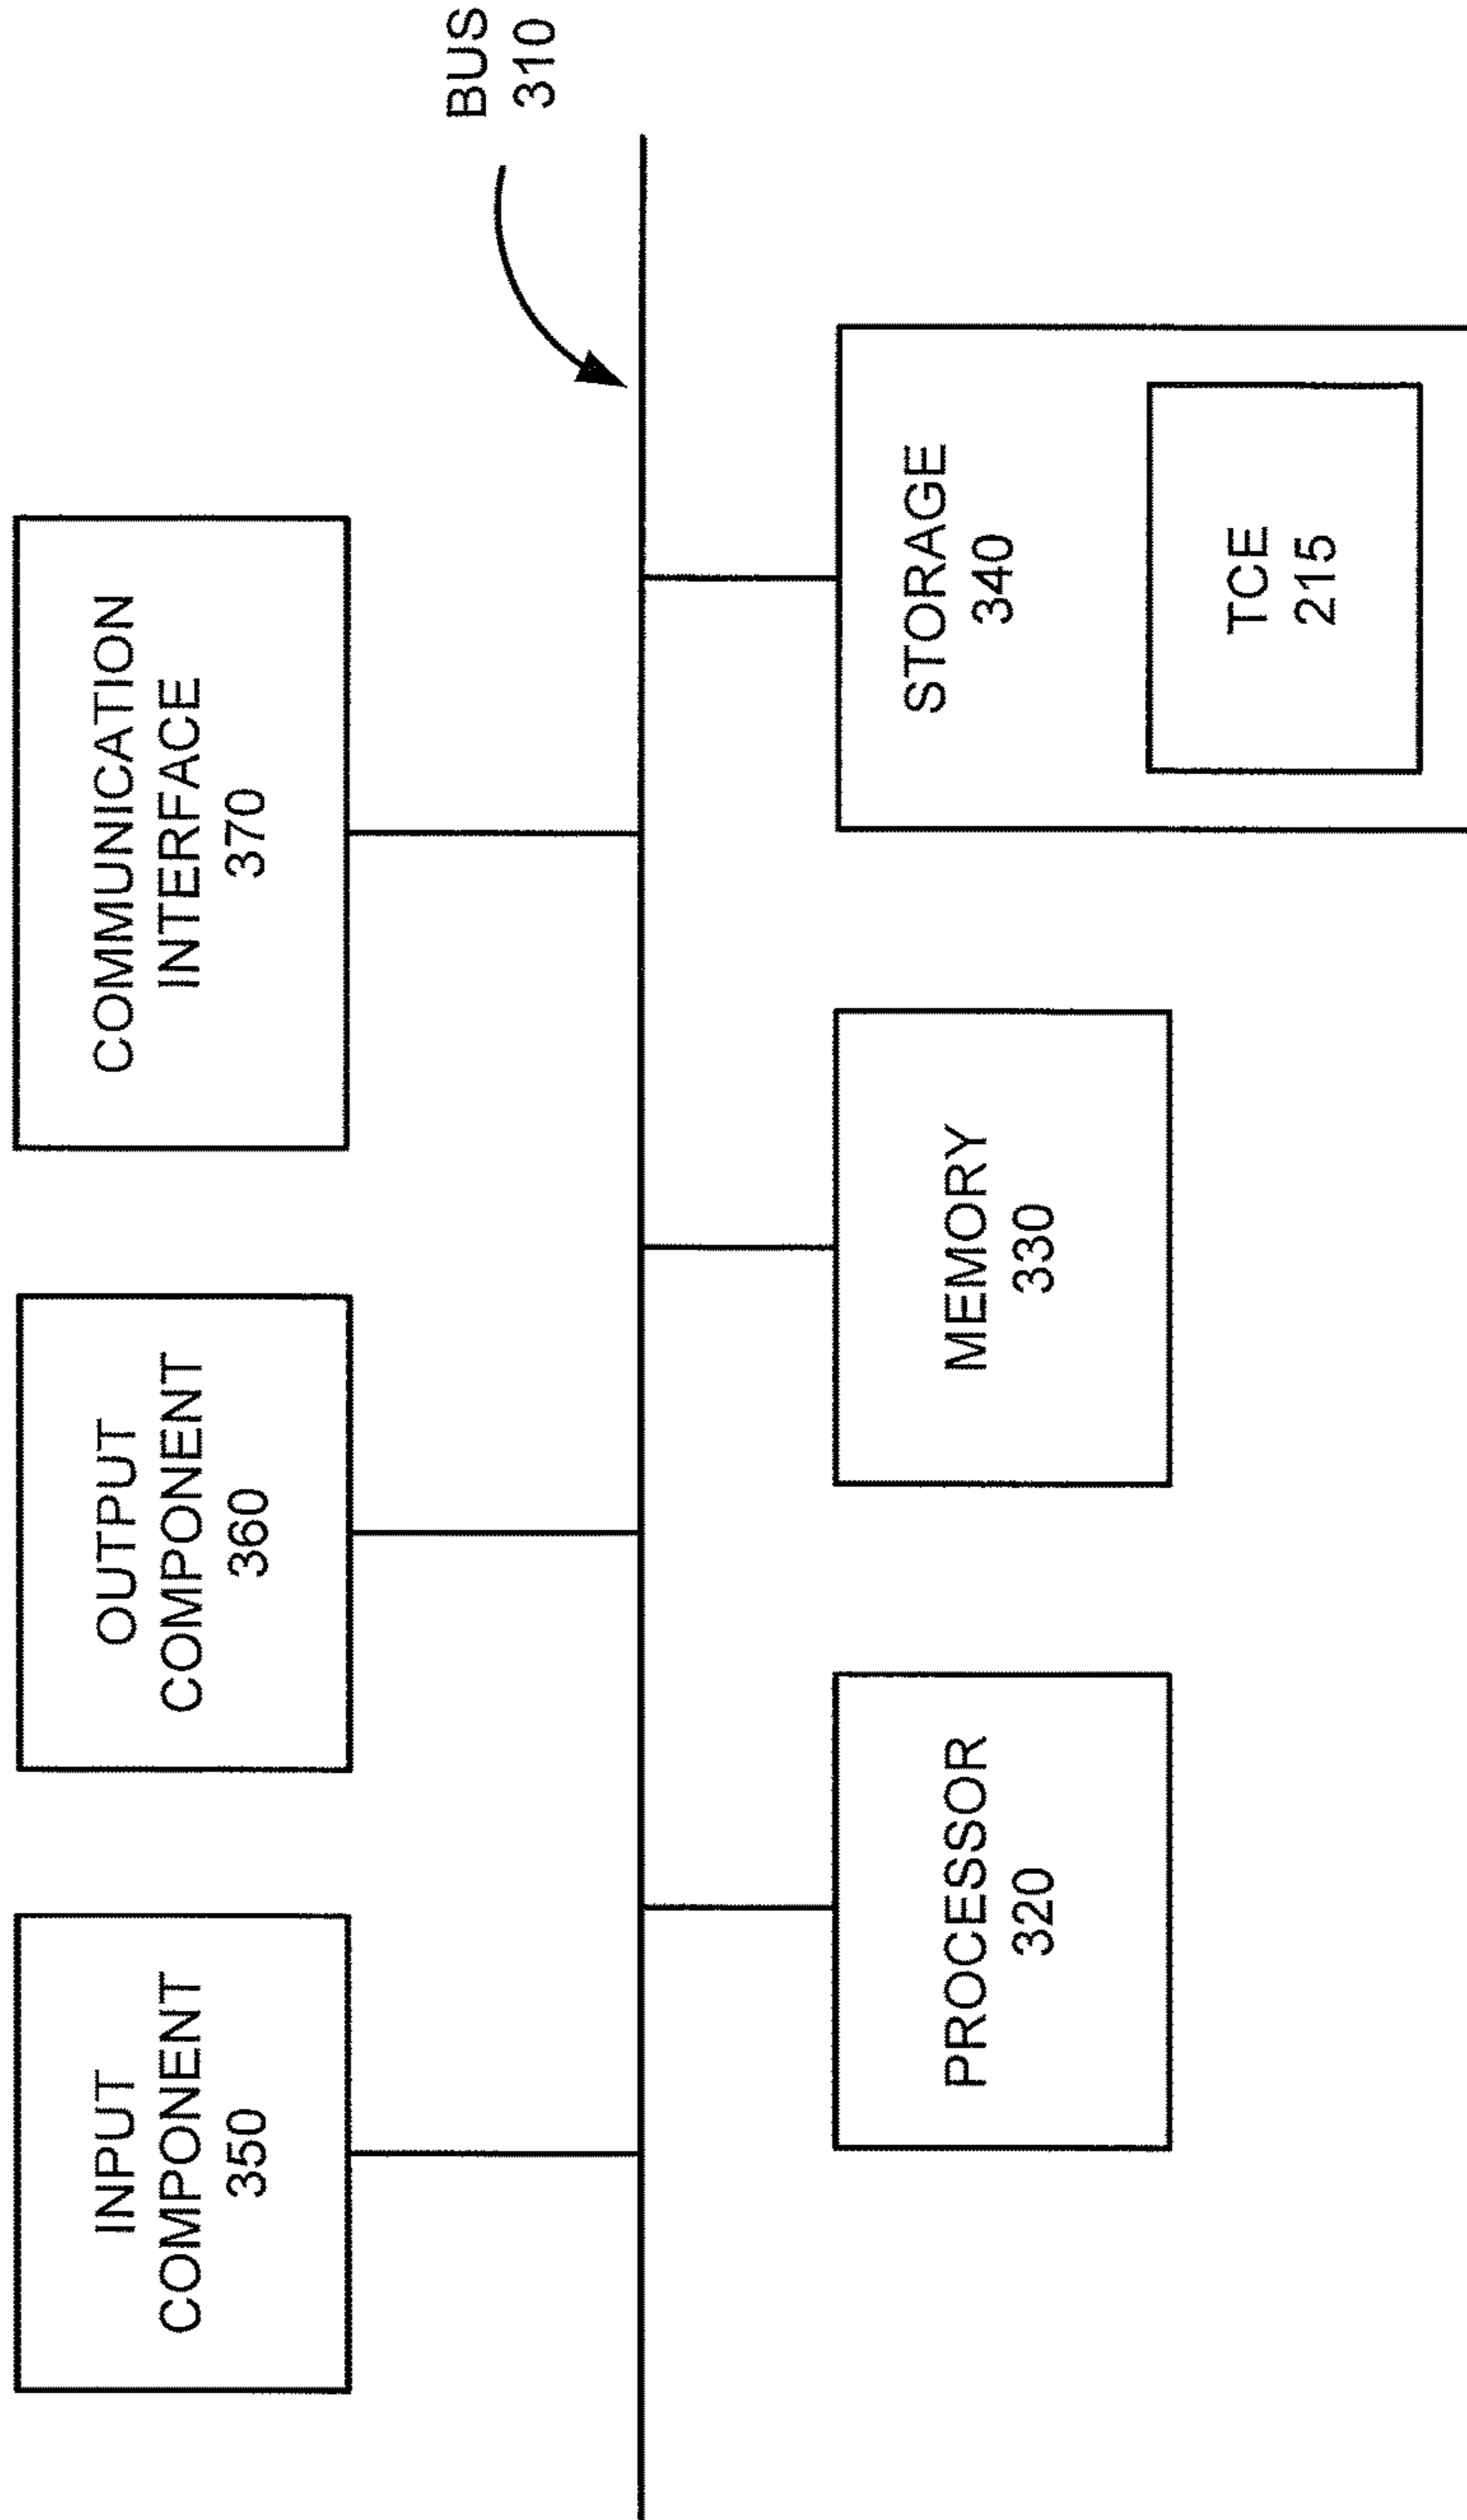 INPUT
COMPONENT
350
OUTPUT
COMPONENT
360
COMMUNICATION
INTERFACE
370
BUS
310
PROCESSOR
320
MEMORY
330
STORAGE
340
TCE
215